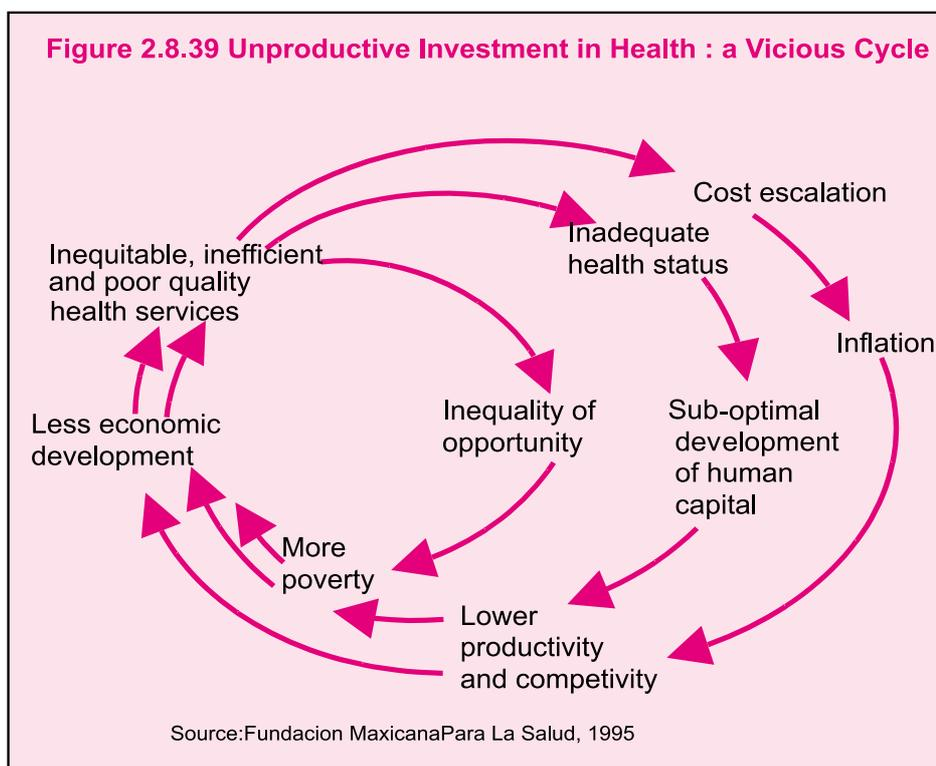 Figure 2.8.39 Unproductive Investment in Health : a Vicious Cycle
Cost escalation
Inadequate
health status
Inequitable, inefficient
and poor quality
health services
Inflation
Less economic
development
Inequality of
opportunity
Sub-optimal
development
of human
capital
More
poverty
Lower
productivity
and competivity
Source:Fundacion MaxicanaPara La Salud, 1995